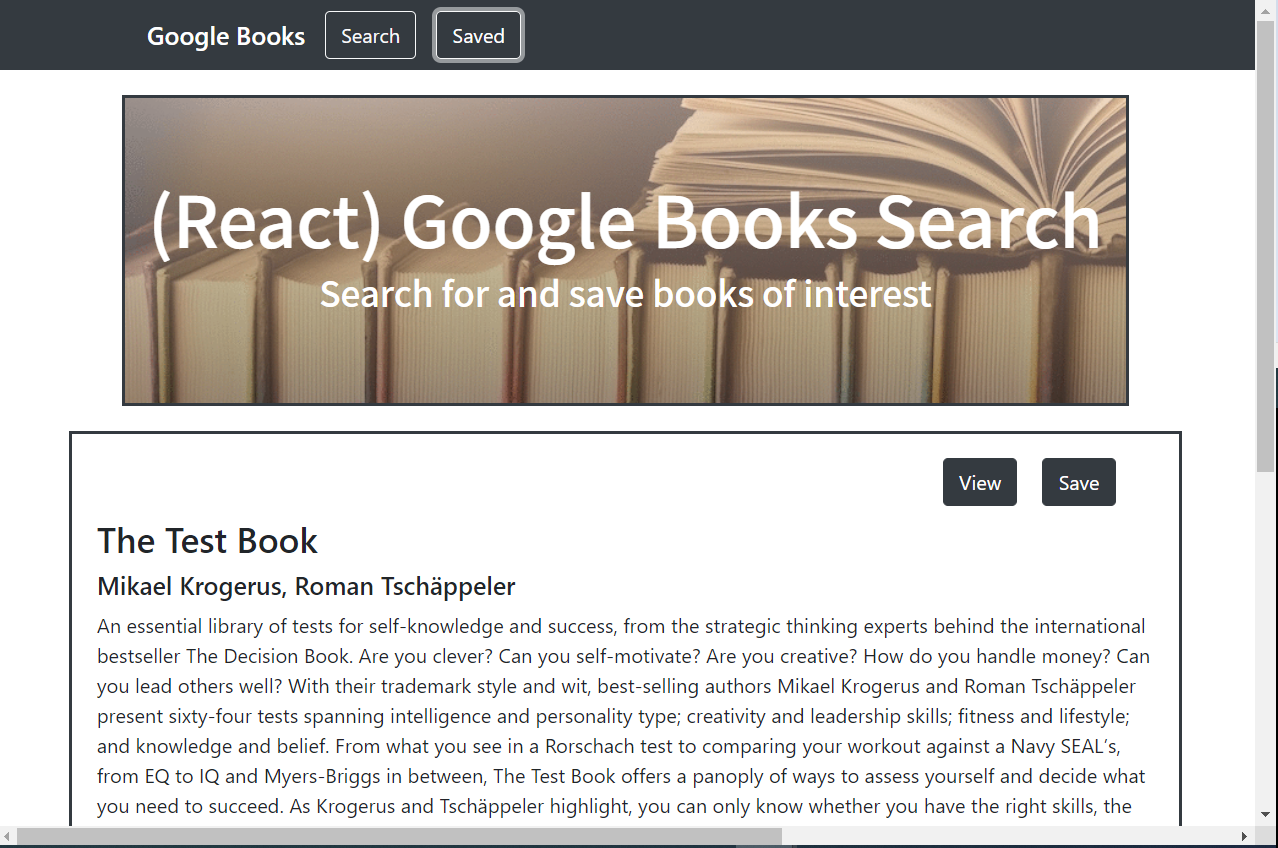 Google Books Search Saved
(React) Google Books Search
Search for and save books of interest
View Save
The Test Book
Mikael Krogerus, Roman Tschäppeler
An essential library of tests for self-knowledge and success, from the strategic thinking experts behind the international
bestseller The Decision Book. Are you clever? Can you self-motivate? Are you creative? How do you handle money? Can
you lead others well? With their trademark style and wit, best-selling authors Mikael Krogerus and Roman Tschäppeler
present sixty-four tests spanning intelligence and personality type; creativity and leadership skills; fitness and lifestyle;
and knowledge and belief. From what you see in a Rorschach test to comparing your workout against a Navy SEAL’s,
from EQ to IQ and Myers-Briggs in between, The Test Book offers a panoply of ways to assess yourself and decide what
you need to succeed. As Krogerus and Tschäppeler highlight, you can only know whether you have the right skills, the